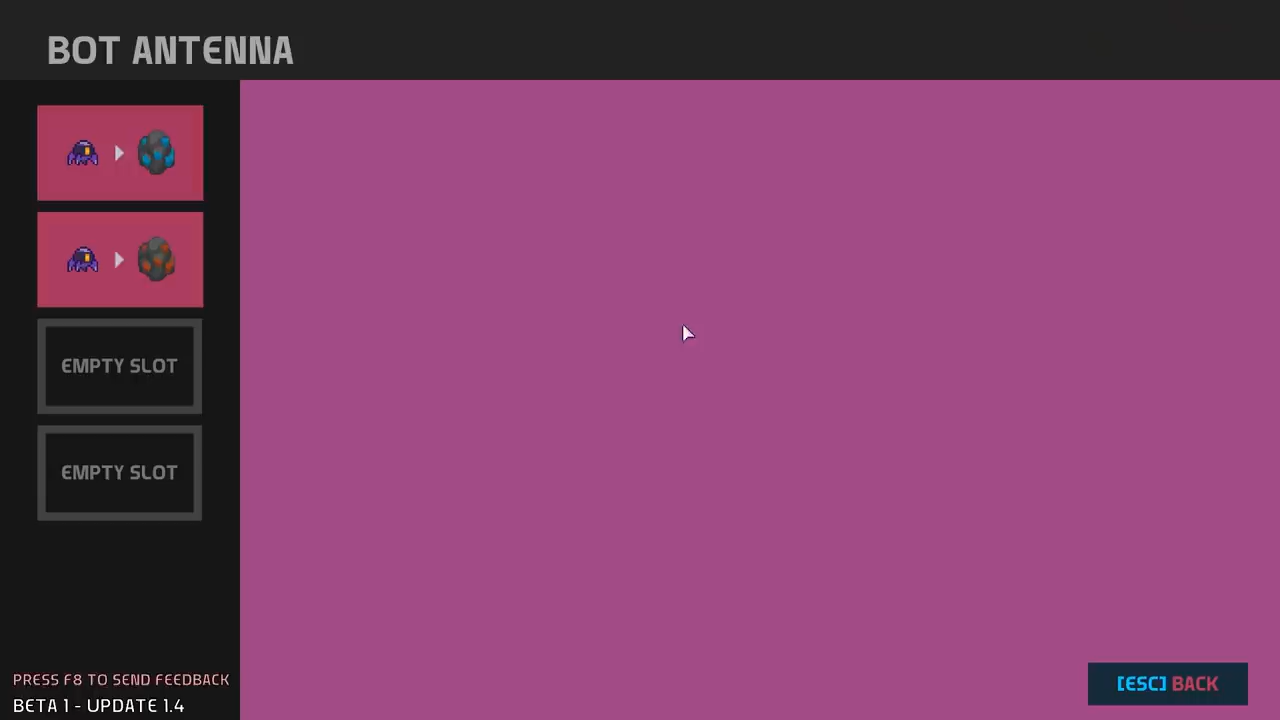 BOT ANTENNA
EMPTY SLOT
EMPTY SLOT
PRESS F8 TO SEND FEEDBACK
BETA 1 - UPDATE 1.4
[ESC] BACK